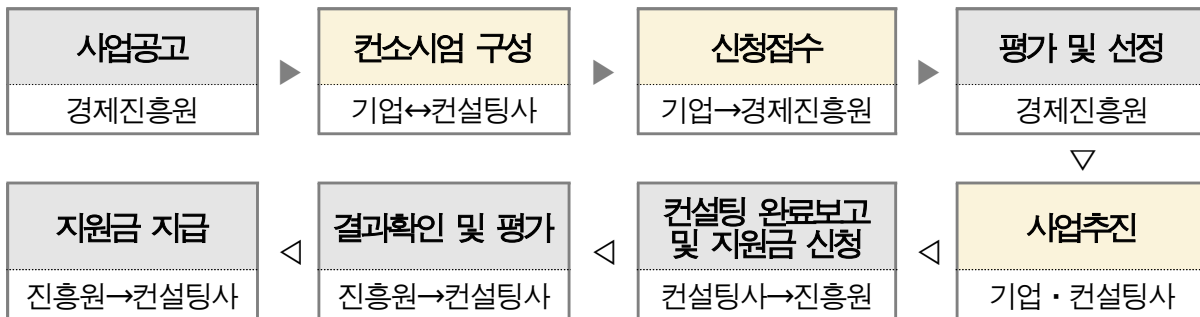 사업공고
경제진흥원
컨소시엄 구성
기업↔컨설팅사
신청접수
기업→경제진흥원
평가 및 선정
경제진흥원
사업추진
기업 · 컨설팅사
컨설팅 완료보고
및 지원금 신청
컨설팅사→진흥원
결과확인 및 평가
진흥원→컨설팅사
지원금 지급
진흥원→컨설팅사